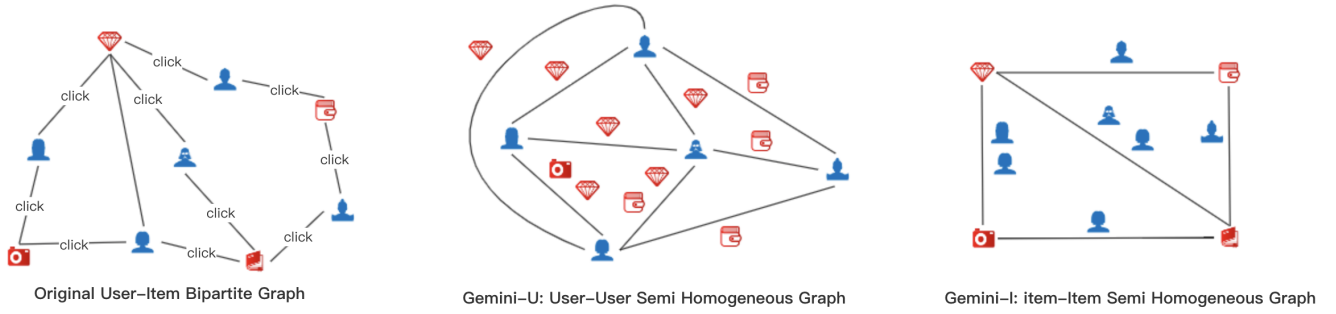 click
click
click
click
click
click
click
click
click
click
Original User-Item Bipartite Graph
Gemini-U: User-User Semi Homogeneous Graph
Gemini-I: item-Item Semi Homogeneous Graph